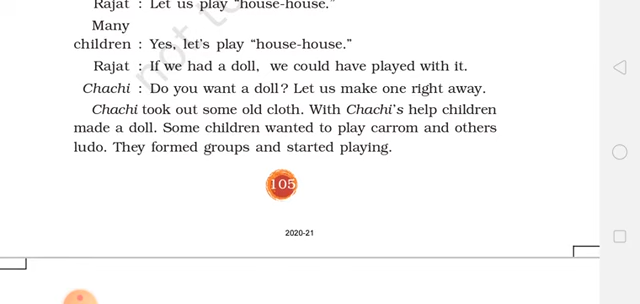 Rajat : Let us play “house-house.”
Many
children : Yes, let’s play “house-house.”
Rajat : If we had a doll, we could have played with it.
Chachi : Do you want a doll? Let us make one right away.
Chachi took out some old cloth. With Chachi’s help children
made a doll. Some children wanted to play carrom and others
ludo. They formed groups and started playing.
105
2020-21